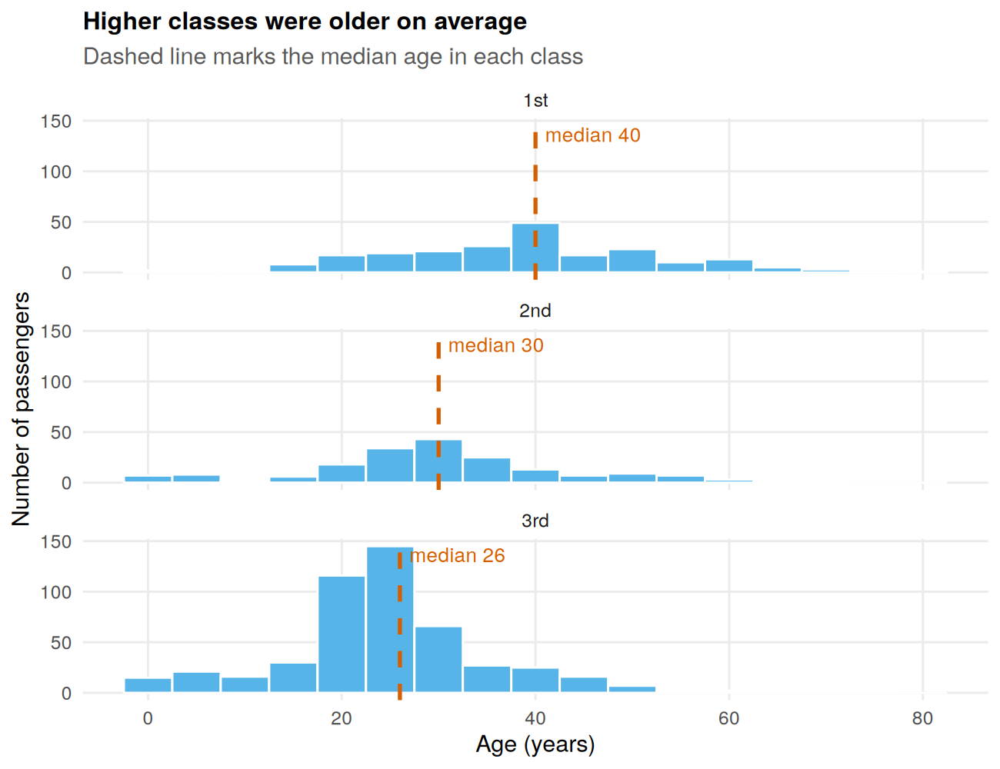 Higher classes were older on average
Dashed line marks the median age in each class
1st
150
100
50
0
median 40
2nd
150
100
50
0
median 30
3rd
150
100
50
0
median 26
0 20 40 60 80
Age (years)
Number of passengers